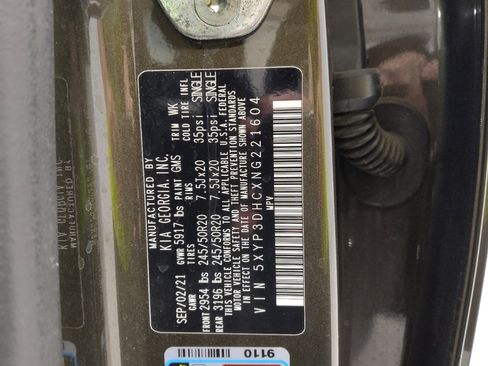 MANUFACTURED BY
KIA GEORGIA, INC.
SEP/02/21 GVWR 5917 lbs PAINT GMS TRIM WK
GAWR TIRES RIMS COLD TIRE INFL
FRONT 2954 lbs 245/50R20 7.5Jx20 35psi SINGLE
REAR 3196 lbs 245/50R20 7.5Jx20 35psi SINGLE
THIS VEHICLE CONFORMS TO ALL APPLICABLE U.S.A. FEDERAL
MOTOR VEHICLE SAFETY AND THEFT PREVENTION STANDARDS
IN EFFECT ON THE DATE OF MANUFACTURE SHOWN ABOVE
MPV
VIN 5XYP3DHCXNG221604
9110